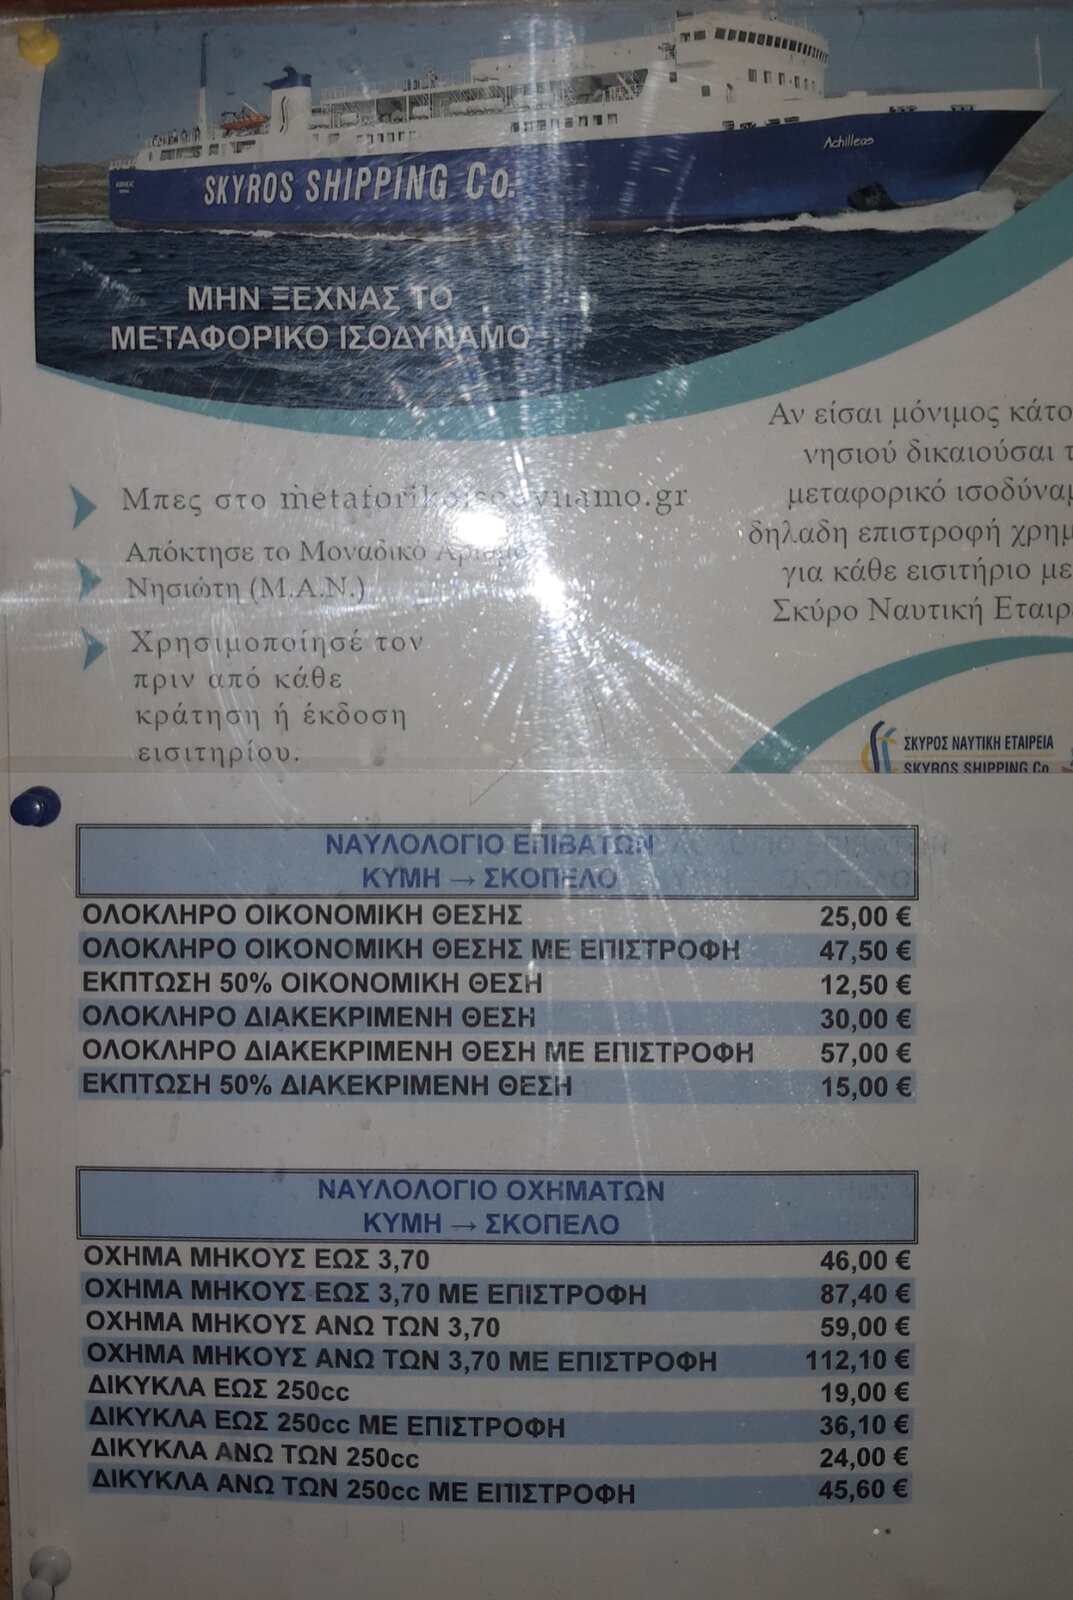 Achilleas
SKYROS SHIPPING Co.
ΜΗΝ ΞΕΧΝΑΣ ΤΟ
ΜΕΤΑΦΟΡΙΚΟ ΙΣΟΔΥΝΑΜΟ
Αν είσαι μόνιμος κάτο
νησιού δικαιούσαι τ
μεταφορικό ισοδύναμ
δηλαδη επιστροφή χρημ
για κάθε εισιτήριο με
Σκύρο Ναυτική Εταιρ
Μπες στο metaforikoisodynamo.gr
Απόκτησε το Μοναδικό Αριθμό
Νησιώτη (Μ.Α.Ν.)
Χρησιμοποίησέ τον
πριν από κάθε
κράτηση ή έκδοση
εισιτηρίου.
ΣΚΥΡΟΣ ΝΑΥΤΙΚΗ ΕΤΑΙΡΕΙΑ
SKYROS SHIPPING Co.
ΝΑΥΛΟΛΟΓΙΟ ΕΠΙΒΑΤΩΝ
ΚΥΜΗ → ΣΚΟΠΕΛΟ
ΟΛΟΚΛΗΡΟ ΟΙΚΟΝΟΜΙΚΗ ΘΕΣΗΣ 25,00 €
ΟΛΟΚΛΗΡΟ ΟΙΚΟΝΟΜΙΚΗ ΘΕΣΗΣ ΜΕ ΕΠΙΣΤΡΟΦΗ 47,50 €
ΕΚΠΤΩΣΗ 50% ΟΙΚΟΝΟΜΙΚΗ ΘΕΣΗ 12,50 €
ΟΛΟΚΛΗΡΟ ΔΙΑΚΕΚΡΙΜΕΝΗ ΘΕΣΗ 30,00 €
ΟΛΟΚΛΗΡΟ ΔΙΑΚΕΚΡΙΜΕΝΗ ΘΕΣΗ ΜΕ ΕΠΙΣΤΡΟΦΗ 57,00 €
ΕΚΠΤΩΣΗ 50% ΔΙΑΚΕΚΡΙΜΕΝΗ ΘΕΣΗ 15,00 €
ΝΑΥΛΟΛΟΓΙΟ ΟΧΗΜΑΤΩΝ
ΚΥΜΗ → ΣΚΟΠΕΛΟ
ΟΧΗΜΑ ΜΗΚΟΥΣ ΕΩΣ 3,70 46,00 €
ΟΧΗΜΑ ΜΗΚΟΥΣ ΕΩΣ 3,70 ΜΕ ΕΠΙΣΤΡΟΦΗ 87,40 €
ΟΧΗΜΑ ΜΗΚΟΥΣ ΑΝΩ ΤΩΝ 3,70 59,00 €
ΟΧΗΜΑ ΜΗΚΟΥΣ ΑΝΩ ΤΩΝ 3,70 ΜΕ ΕΠΙΣΤΡΟΦΗ 112,10 €
ΔΙΚΥΚΛΑ ΕΩΣ 250cc 19,00 €
ΔΙΚΥΚΛΑ ΕΩΣ 250cc ΜΕ ΕΠΙΣΤΡΟΦΗ 36,10 €
ΔΙΚΥΚΛΑ ΑΝΩ ΤΩΝ 250cc 24,00 €
ΔΙΚΥΚΛΑ ΑΝΩ ΤΩΝ 250cc ΜΕ ΕΠΙΣΤΡΟΦΗ 45,60 €